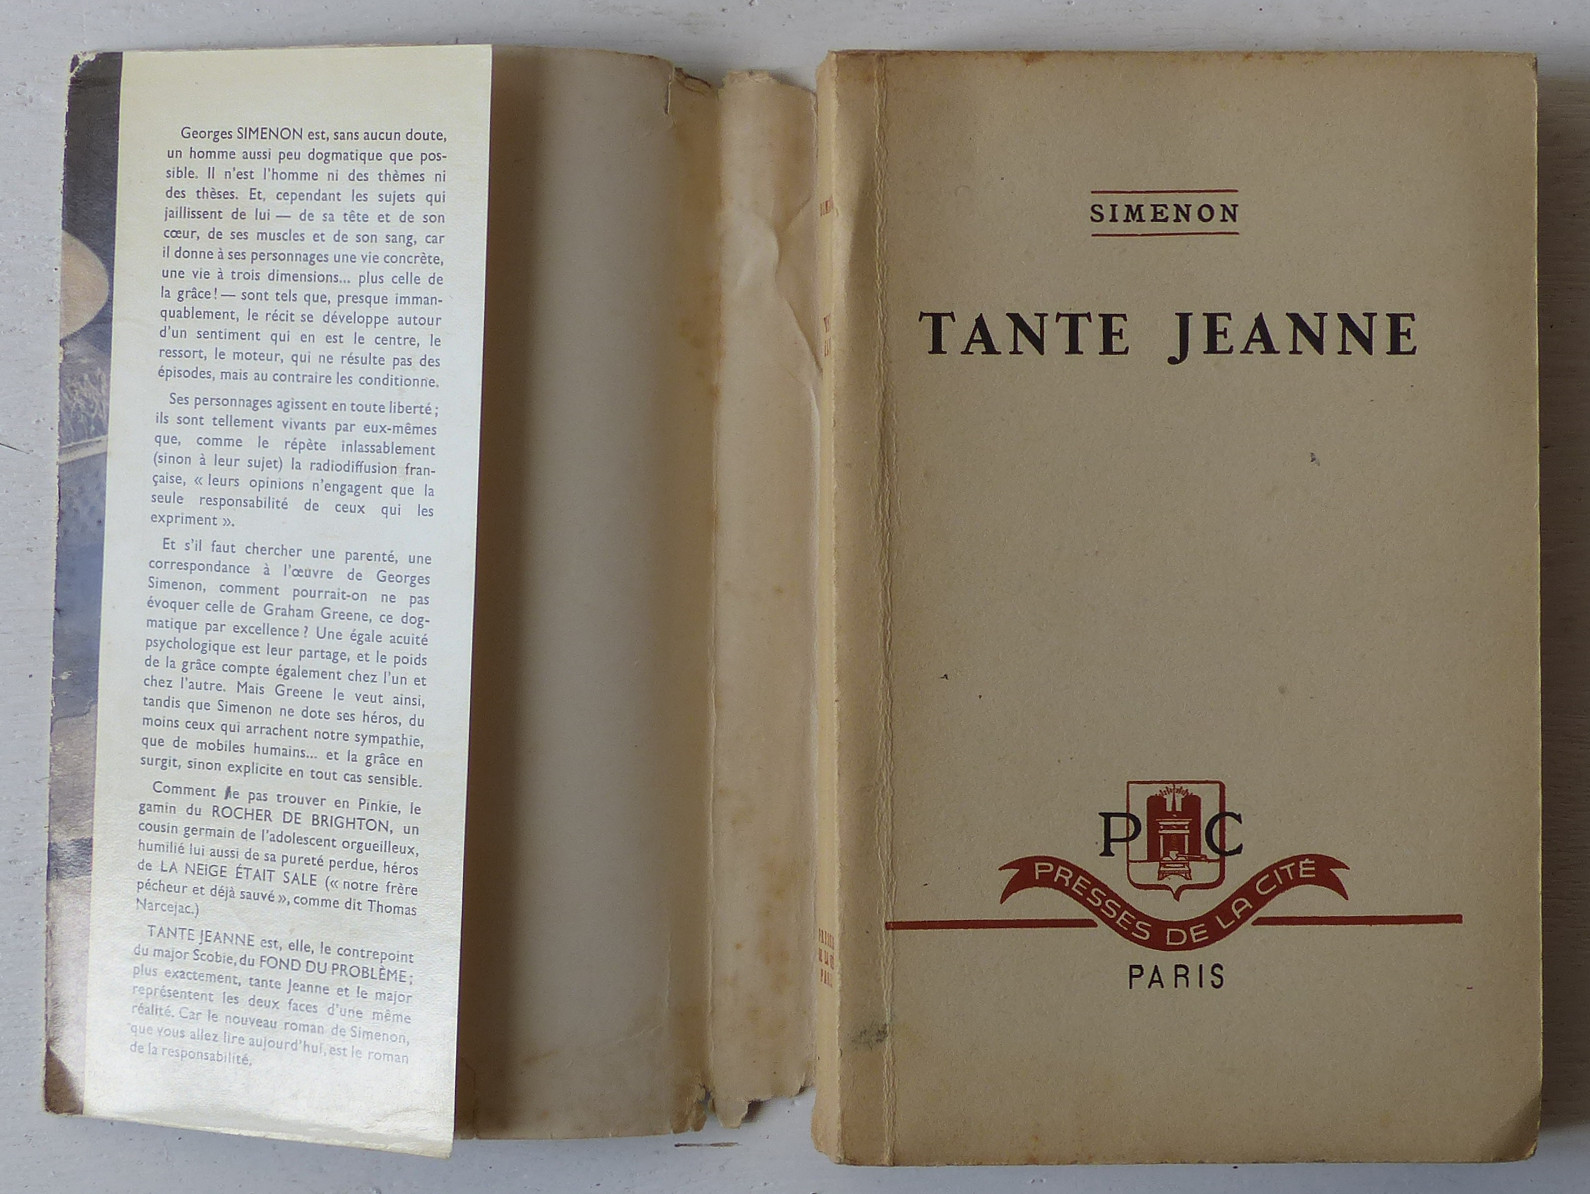 Georges SIMENON est, sans aucun doute,
un homme aussi peu dogmatique que pos-
sible. Il n'est l'homme ni des thèmes ni
des thèses. Et, cependant les sujets qui
jaillissent de lui — de sa tête et de son
cœur, de ses muscles et de son sang, car
il donne à ses personnages une vie concrète,
une vie à trois dimensions... plus celle de
la grâce! — sont tels que, presque imman-
quablement, le récit se développe autour
d'un sentiment qui en est le centre, le
ressort, le moteur, qui ne résulte pas des
épisodes, mais au contraire les conditionne.
Ses personnages agissent en toute liberté ;
ils sont tellement vivants par eux-mêmes
que, comme le répète inlassablement
(sinon à leur sujet) la radiodiffusion fran-
çaise, « leurs opinions n'engagent que la
seule responsabilité de ceux qui les
expriment ».
Et s'il faut chercher une parenté, une
correspondance à l'œuvre de Georges
Simenon, comment pourrait-on ne pas
évoquer celle de Graham Greene, ce dog-
matique par excellence ? Une égale acuité
psychologique est leur partage, et le poids
de la grâce compte également chez l'un et
chez l'autre. Mais Greene le veut ainsi,
tandis que Simenon ne dote ses héros, du
moins ceux qui arrachent notre sympathie,
que de mobiles humains... et la grâce en
surgit, sinon explicite en tout cas sensible.
Comment ne pas trouver en Pinkie, le
gamin du ROCHER DE BRIGHTON, un
cousin germain de l'adolescent orgueilleux,
humilié lui aussi de sa pureté perdue, héros
de LA NEIGE ÉTAIT SALE (« notre frère
pécheur et déjà sauvé », comme dit Thomas
Narcejac.)
TANTE JEANNE est, elle, le contrepoint
du major Scobie, du FOND DU PROBLÈME ;
plus exactement, tante Jeanne et le major
représentent les deux faces d'une même
réalité. Car le nouveau roman de Simenon,
que vous allez lire aujourd'hui, est le roman
de la responsabilité.
SIMENON
TANTE JEANNE
P C
PRESSES DE LA CITÉ
PARIS